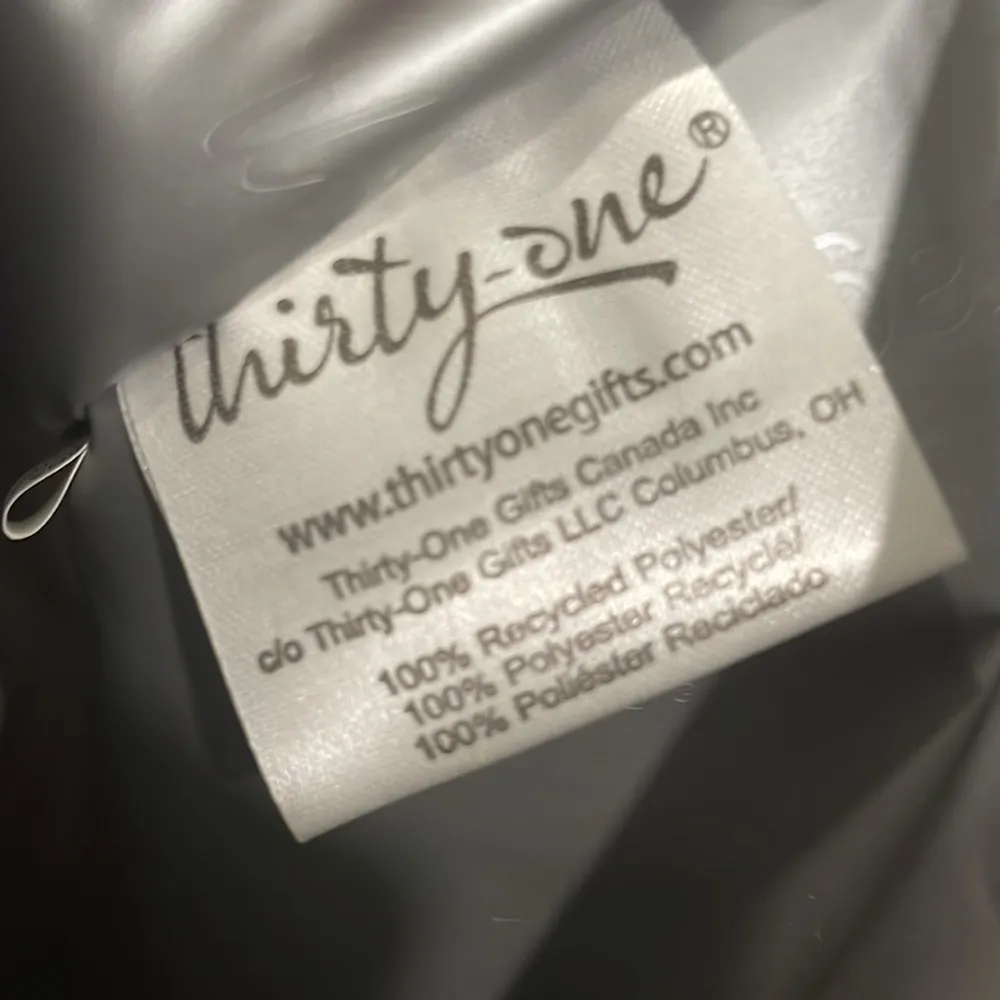 thirty-one®
www.thirtyonegifts.com
Thirty-One Gifts Canada Inc
c/o Thirty-One Gifts LLC Columbus, OH
100% Recycled Polyester/
100% Polyester Recyclé/
100% Poliéster Reciclado